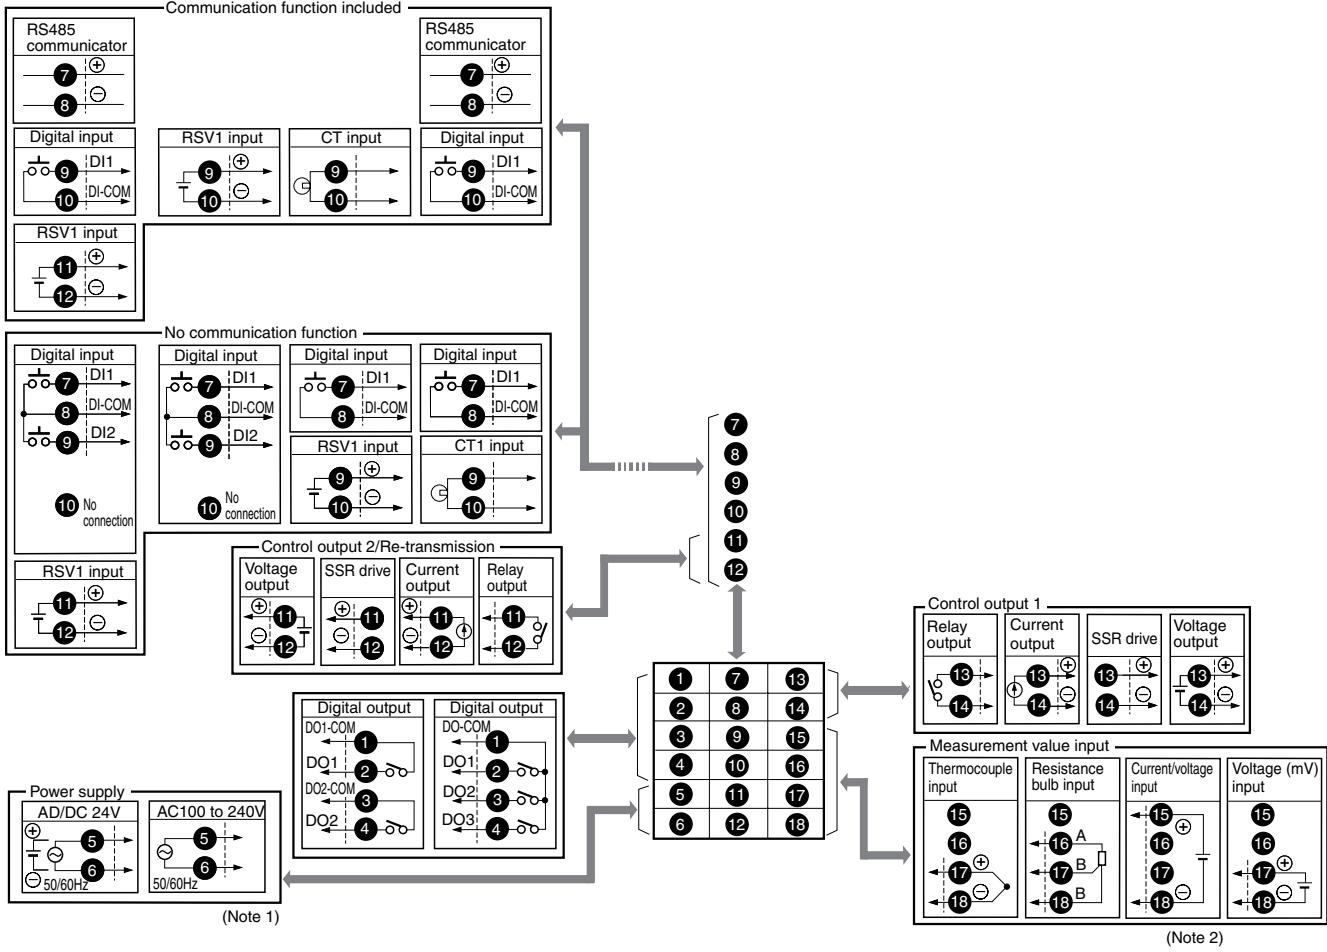 Communication function included
RS485
communicator
7 +
8 −
Digital input
9 DI1
10 DI-COM
RSV1 input
11 +
12 −
RSV1 input
9 +
10 −
CT input
9
10
RS485
communicator
7 +
8 −
Digital input
9 DI1
10 DI-COM
No communication function
Digital input
7 DI1
8 DI-COM
9 DI2
10 No
connection
RSV1 input
11 +
12 −
Digital input
7 DI1
8 DI-COM
9 DI2
10 No
connection
Digital input
7 DI1
8 DI-COM
RSV1 input
9 +
10 −
Digital input
7 DI1
8 DI-COM
CT1 input
9
10
7
8
9
10
11
12
Control output 2/Re-transmission
Voltage
output
+ 11
− 12
SSR drive
+ 11
− 12
Current
output
+ 11
− 12
Relay
output
11
12
1 7 13
2 8 14
3 9 15
4 10 16
5 11 17
6 12 18
Control output 1
Relay
output
13
14
Current
output
13 +
14 −
SSR drive
13 +
14 −
Voltage
output
13 +
14 −
Digital output
DO1-COM 1
DO1 2
DO2-COM 3
DO2 4
Digital output
DO-COM 1
DO1 2
DO2 3
DO3 4
Power supply
AD/DC 24V
+ 5
− 6
50/60Hz
AC100 to 240V
5
6
50/60Hz
(Note 1)
Measurement value input
Thermocouple
input
15
16
17 +
18 −
Resistance
bulb input
15
16 A
17 B
18 B
Current/voltage
input
15
+
16
17
18 −
Voltage (mV)
input
15
16
17 +
18 −
(Note 2)